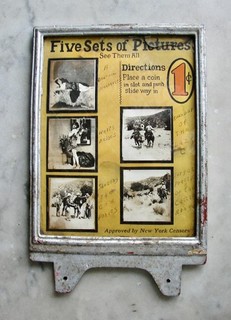 Five Sets of Pictures
See Them All
Directions
Place a coin
in slot and push
slide way in
1¢
Approved by New York Censors